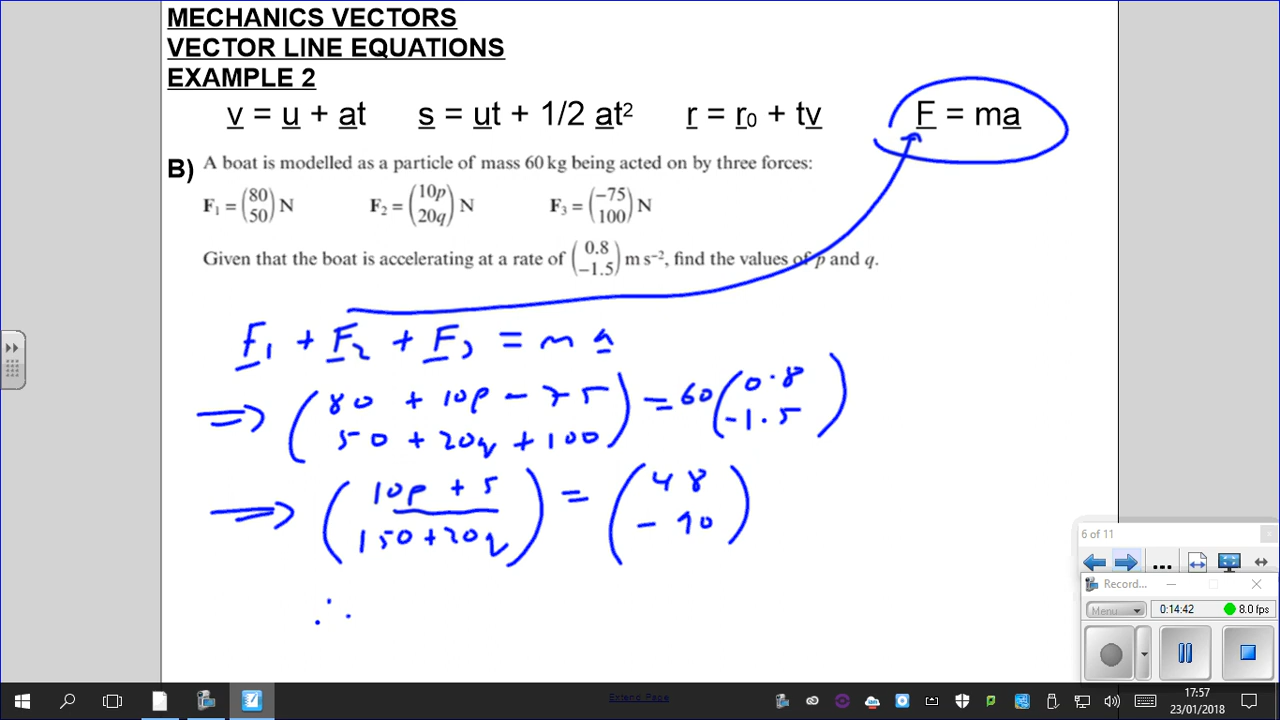 MECHANICS VECTORS
VECTOR LINE EQUATIONS
EXAMPLE 2
v = u + at s = ut + 1/2 at² r = r₀ + tv F = ma
B) A boat is modelled as a particle of mass 60 kg being acted on by three forces:
F₁ = (80 50) N F₂ = (10p 20q) N F₃ = (−75 100) N
Given that the boat is accelerating at a rate of (0.8 −1.5) m s⁻², find the values of p and q.
F₁ + F₂ + F₃ = m a
⇒ (80 + 10p − 75 50 + 20q + 100) = 60 (0.8 −1.5)
⇒ (10p + 5 150 + 20q) = (48 −90)
∴
6 of 11
Record...
Menu
0:14:42
8.0 fps
Extend Page
17:57
23/01/2018